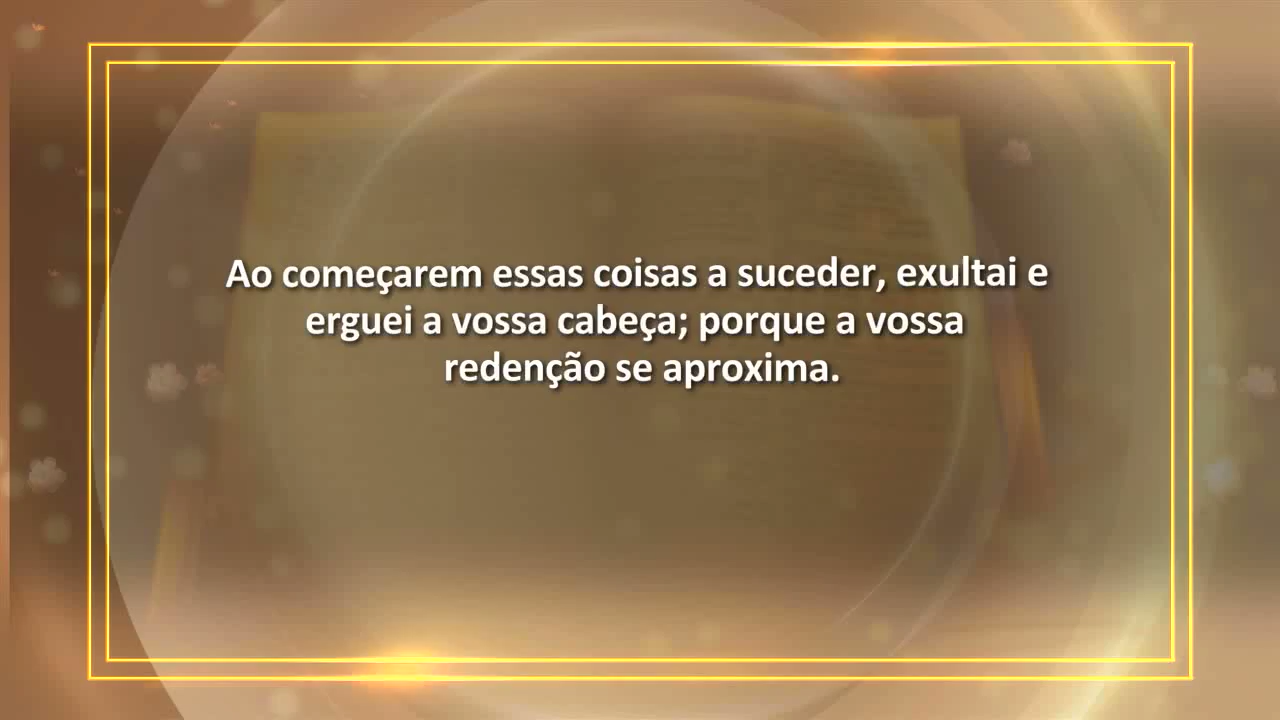 Ao começarem essas coisas a suceder, exultai e
erguei a vossa cabeça; porque a vossa
redenção se aproxima.